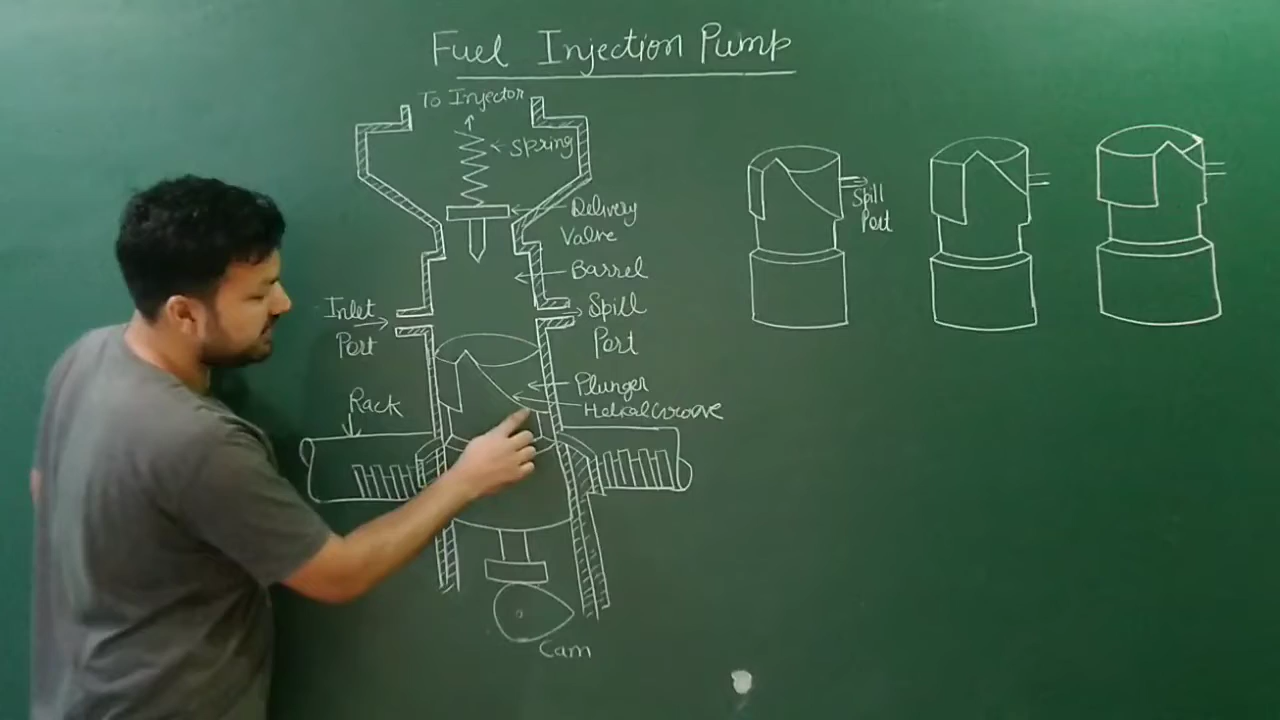 Fuel Injection Pump
To Injector
Spring
Delivery
Valve
Barrel
Inlet
Port
Spill
Port
Plunger
Helical Groove
Rack
Cam
Spill
Port